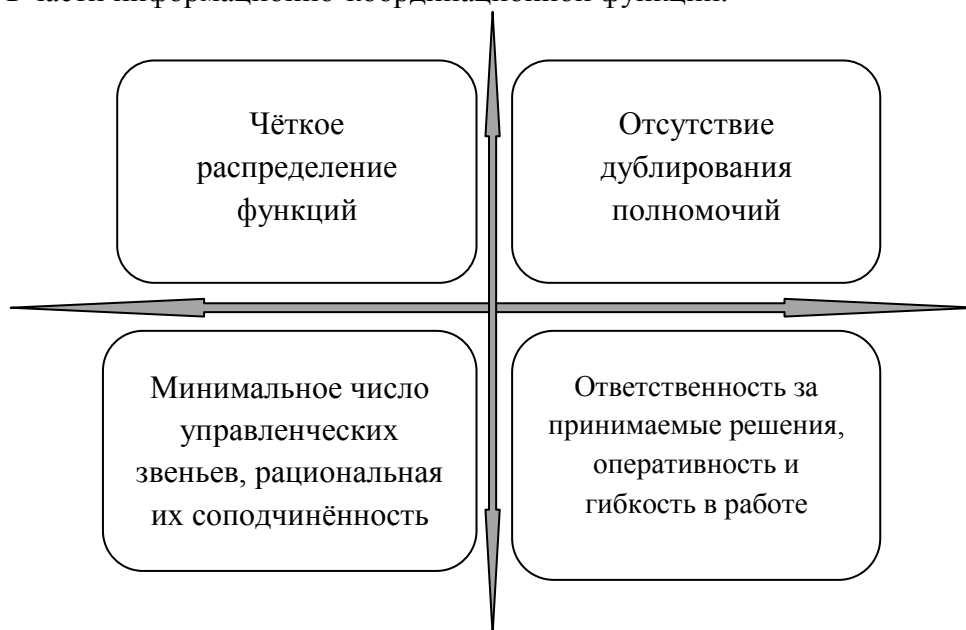 части информационно-координационной функции.
Чёткое
распределение
функций
Отсутствие
дублирования
полномочий
Минимальное число
управленческих
звеньев, рациональная
их соподчинённость
Ответственность за
принимаемые решения,
оперативность и
гибкость в работе